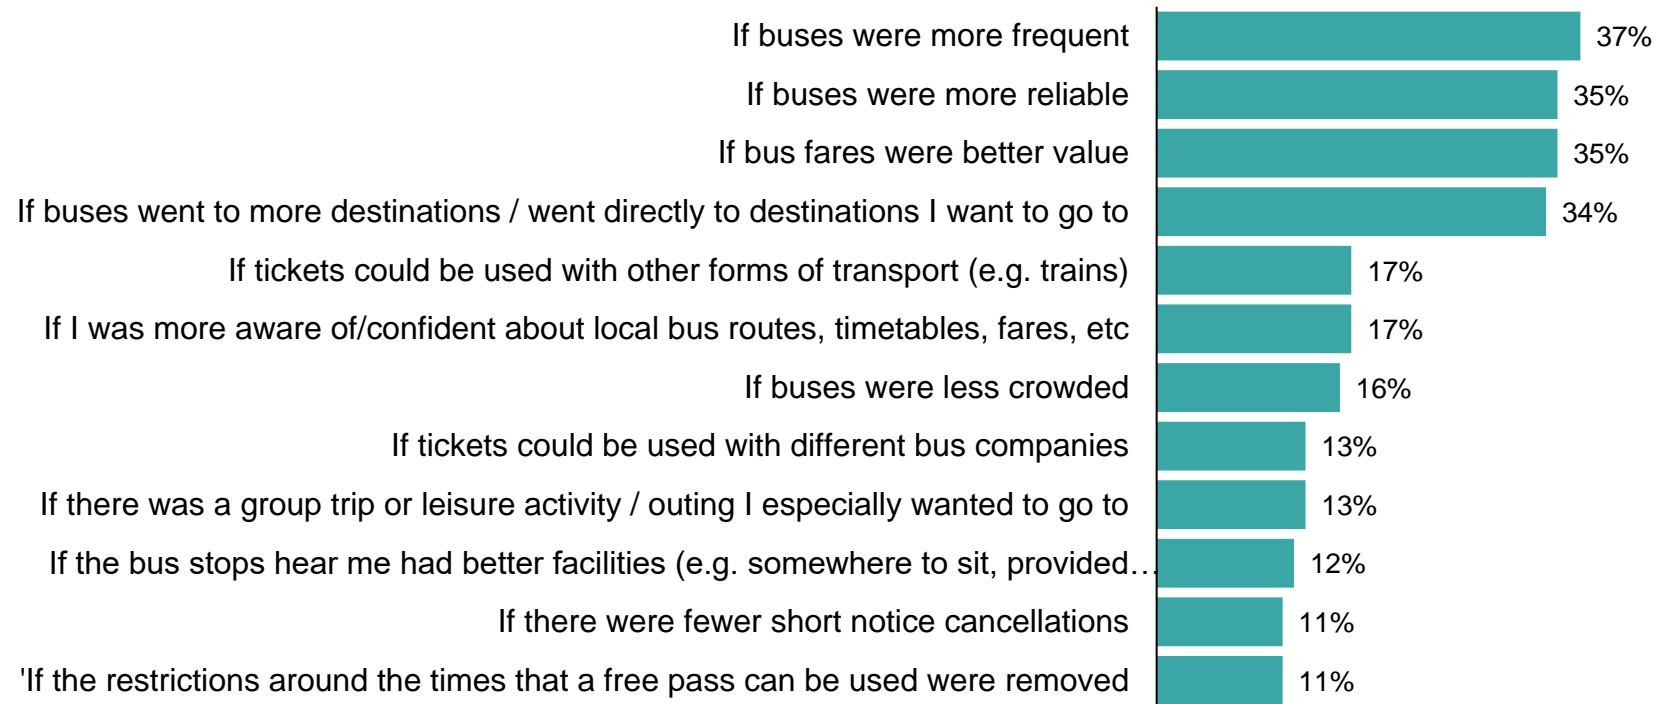 If buses were more frequent 37%
If buses were more reliable 35%
If bus fares were better value 35%
If buses went to more destinations / went directly to destinations I want to go to 34%
If tickets could be used with other forms of transport (e.g. trains) 17%
If I was more aware of/confident about local bus routes, timetables, fares, etc 17%
If buses were less crowded 16%
If tickets could be used with different bus companies 13%
If there was a group trip or leisure activity / outing I especially wanted to go to 13%
If the bus stops hear me had better facilities (e.g. somewhere to sit, provided… 12%
If there were fewer short notice cancellations 11%
'If the restrictions around the times that a free pass can be used were removed 11%